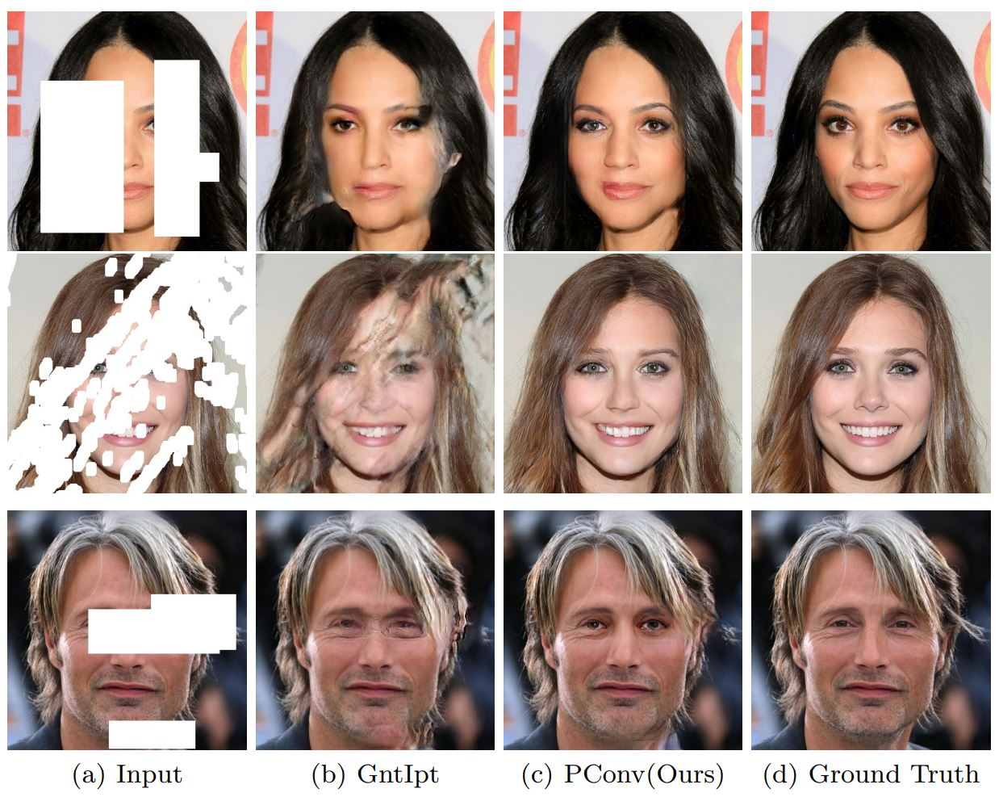 (a) Input
(b) GntIpt
(c) PConv(Ours)
(d) Ground Truth